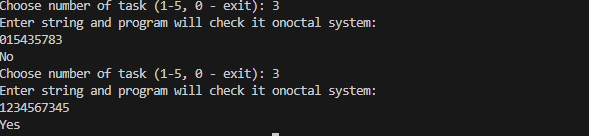 Choose number of task (1-5, 0 - exit): 3
Enter string and program will check it onoctal system:
015435783
No
Choose number of task (1-5, 0 - exit): 3
Enter string and program will check it onoctal system:
1234567345
Yes